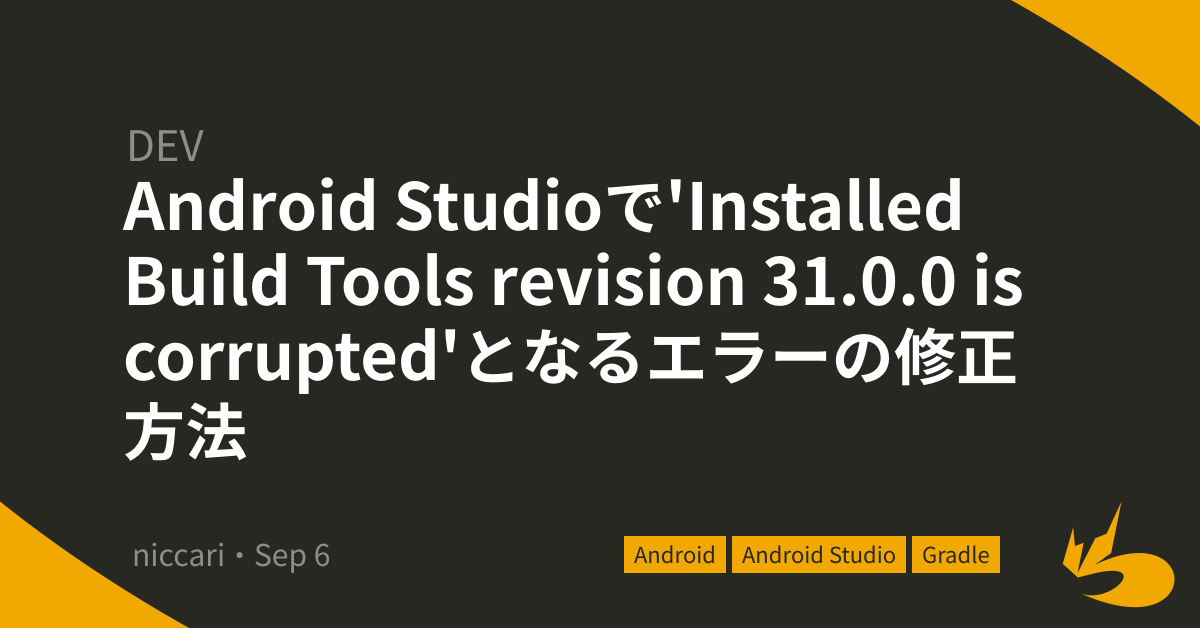 DEV
Android Studioで'Installed
Build Tools revision 31.0.0 is
corrupted'となるエラーの修正
方法
niccari・Sep 6
Android
Android Studio
Gradle